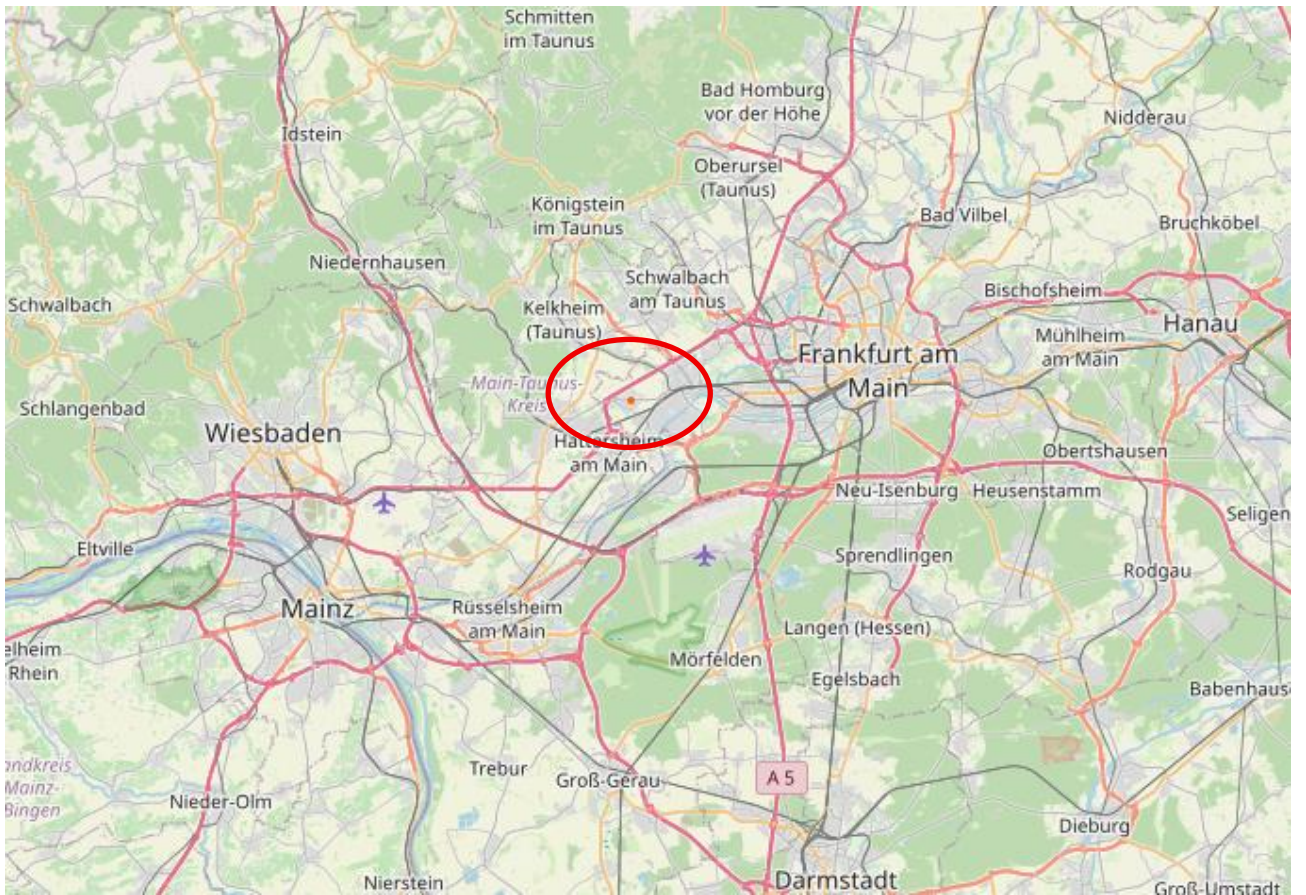 Schmitten
im Taunus
Bad Homburg
vor der Höhe
Nidderau
Idstein
Oberursel
(Taunus)
Königstein
im Taunus
Bad Vilbel
Bruchköbel
Niedernhausen
Schwalbach
am Taunus
Schwalbach
Bischofsheim
Kelkheim
(Taunus)
Hanau
Mühlheim
am Main
Frankfurt am
Main
Main-Taunus-
Kreis
Schlangenbad
Wiesbaden
Hattersheim
am Main
Obertshausen
Neu-Isenburg
Heusenstamm
Seligen
Eltville
Sprendlingen
Rodgau
Mainz
Rüsselsheim
am Main
Langen (Hessen)
elheim
Rhein
Mörfelden
Egelsbach
Babenhause
andkreis
Mainz-
Bingen
Trebur
Groß-Gerau
A 5
Nieder-Olm
Dieburg
Nierstein
Darmstadt
Groß-Umstadt